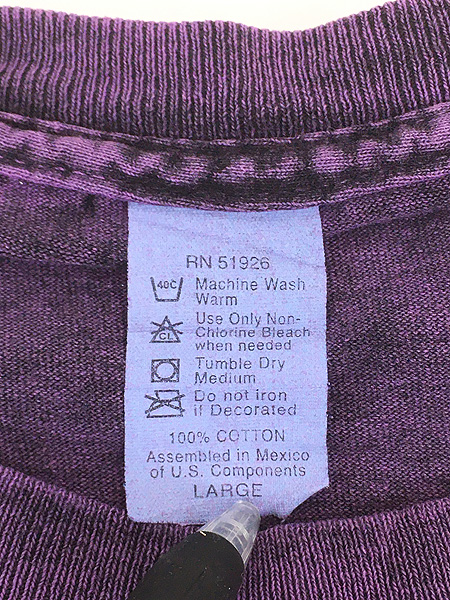 RN 51926
40C Machine Wash
Warm
Use Only Non-
CL Chlorine Bleach
when needed
Tumble Dry
Medium
Do not iron
if Decorated
100% COTTON
Assembled in Mexico
of U.S. Components
LARGE